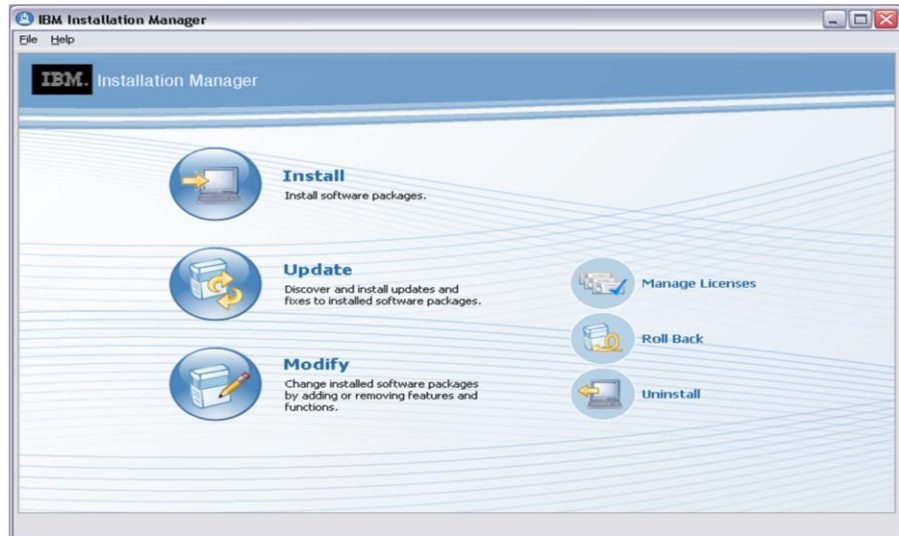 IBM Installation Manager
File Help
IBM. Installation Manager
Install
Install software packages.
Update
Discover and install updates and
fixes to installed software packages.
Modify
Change installed software packages
by adding or removing features and
functions.
Manage Licenses
Roll Back
Uninstall